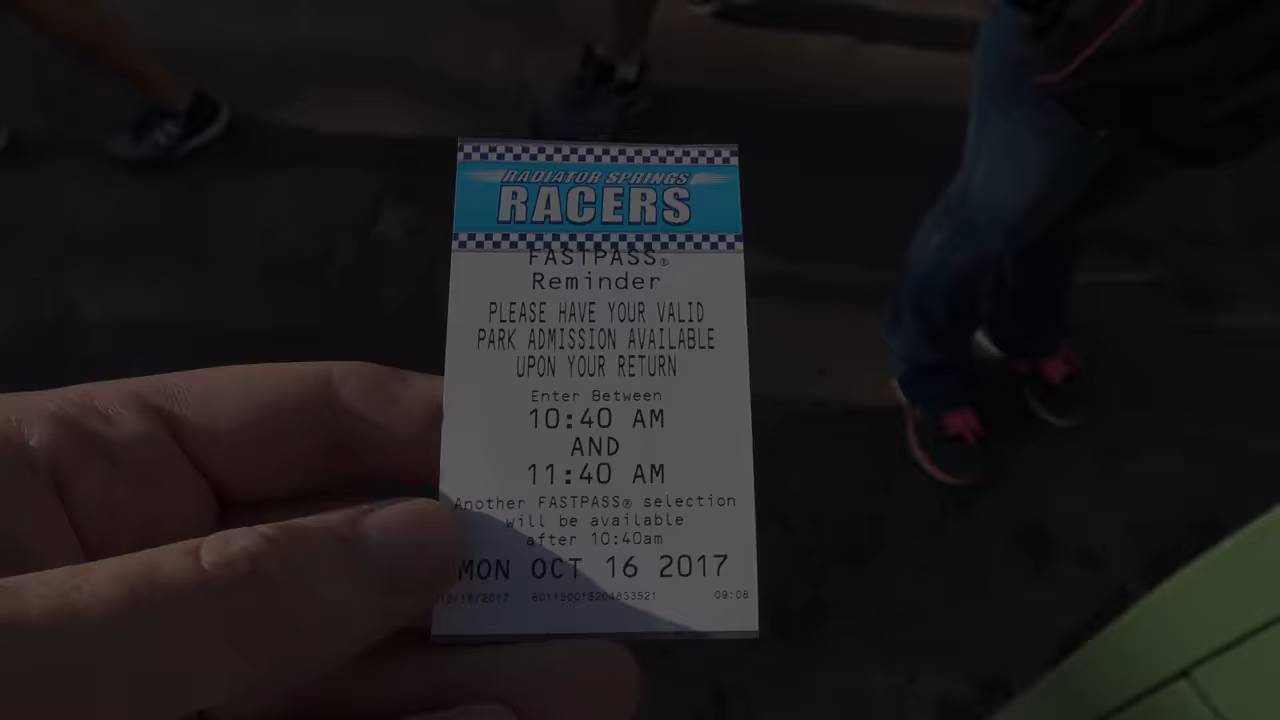 RADIATOR SPRINGS
RACERS
FASTPASS®
Reminder
PLEASE HAVE YOUR VALID
PARK ADMISSION AVAILABLE
UPON YOUR RETURN
Enter Between
10:40 AM
AND
11:40 AM
Another FASTPASS® selection
will be available
after 10:40am
MON OCT 16 2017
09:08